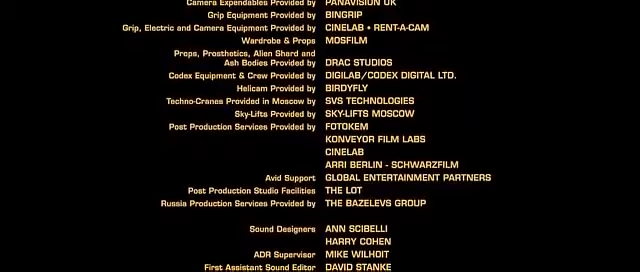 Camera Expendables Provided by PANAVISION UK
Grip Equipment Provided by BINGRIP
Grip, Electric and Camera Equipment Provided by CINELAB • RENT-A-CAM
Wardrobe & Props MOSFILM
Props, Prosthetics, Alien Shard and
Ash Bodies Provided by DRAC STUDIOS
Codex Equipment & Crew Provided by DIGILAB/CODEX DIGITAL LTD.
Helicam Provided by BIRDYFLY
Techno-Cranes Provided in Moscow by SVS TECHNOLOGIES
Sky-Lifts Provided by SKY-LIFTS MOSCOW
Post Production Services Provided by FOTOKEM
KONVEYOR FILM LABS
CINELAB
ARRI BERLIN - SCHWARZFILM
Avid Support GLOBAL ENTERTAINMENT PARTNERS
Post Production Studio Facilities THE LOT
Russia Production Services Provided by THE BAZELEVS GROUP
Sound Designers ANN SCIBELLI
HARRY COHEN
ADR Supervisor MIKE WILHOIT
First Assistant Sound Editor DAVID STANKE